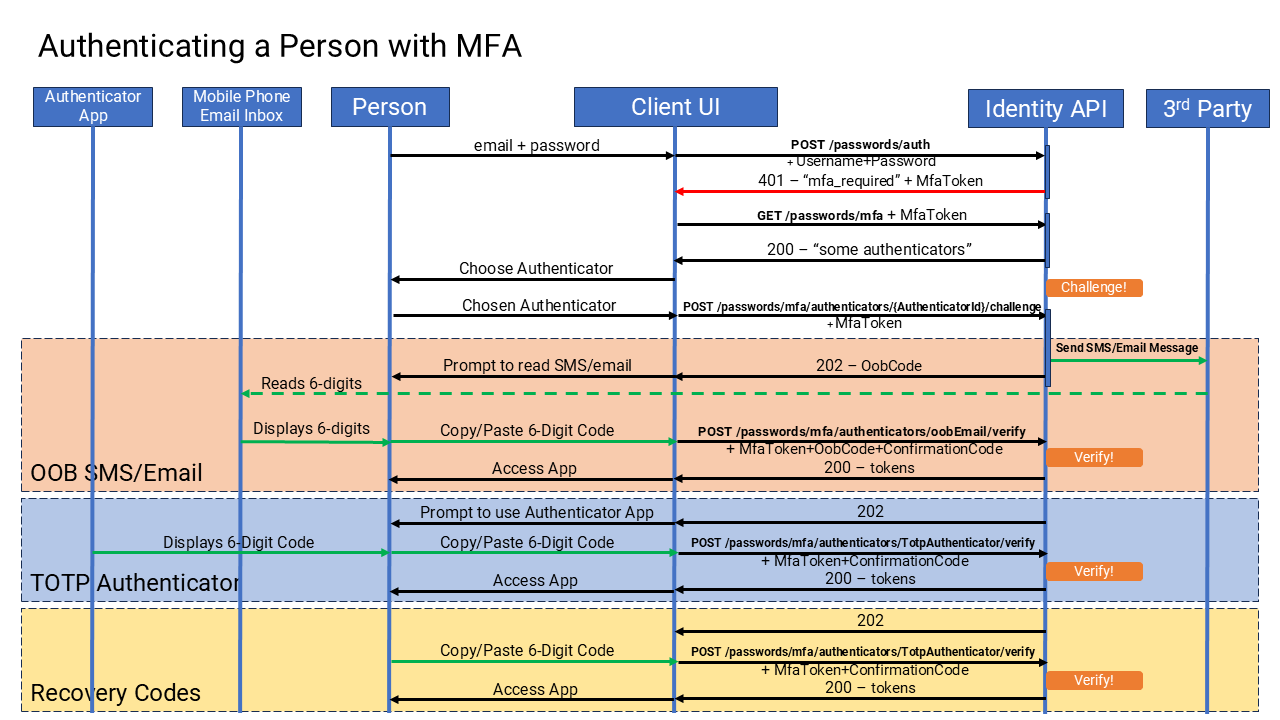 Authenticating a Person with MFA
Authenticator
App
Mobile Phone
Email Inbox
Person
Client UI
Identity API
3rd Party
email + password
POST /passwords/auth
+ Username+Password
401 – “mfa_required” + MfaToken
GET /passwords/mfa + MfaToken
200 – “some authenticators”
Choose Authenticator
Challenge!
Chosen Authenticator
POST /passwords/mfa/authenticators/{AuthenticatorId}/challenge
+MfaToken
Send SMS/Email Message
Prompt to read SMS/email
202 – OobCode
Reads 6-digits
Displays 6-digits
Copy/Paste 6-Digit Code
POST /passwords/mfa/authenticators/oobEmail/verify
+ MfaToken+OobCode+ConfirmationCode
Verify!
Access App
200 – tokens
OOB SMS/Email
Prompt to use Authenticator App
202
Displays 6-Digit Code
Copy/Paste 6-Digit Code
POST /passwords/mfa/authenticators/TotpAuthenticator/verify
+ MfaToken+ConfirmationCode
Verify!
Access App
200 – tokens
TOTP Authenticator
202
Copy/Paste 6-Digit Code
POST /passwords/mfa/authenticators/TotpAuthenticator/verify
+ MfaToken+ConfirmationCode
Verify!
Access App
200 – tokens
Recovery Codes